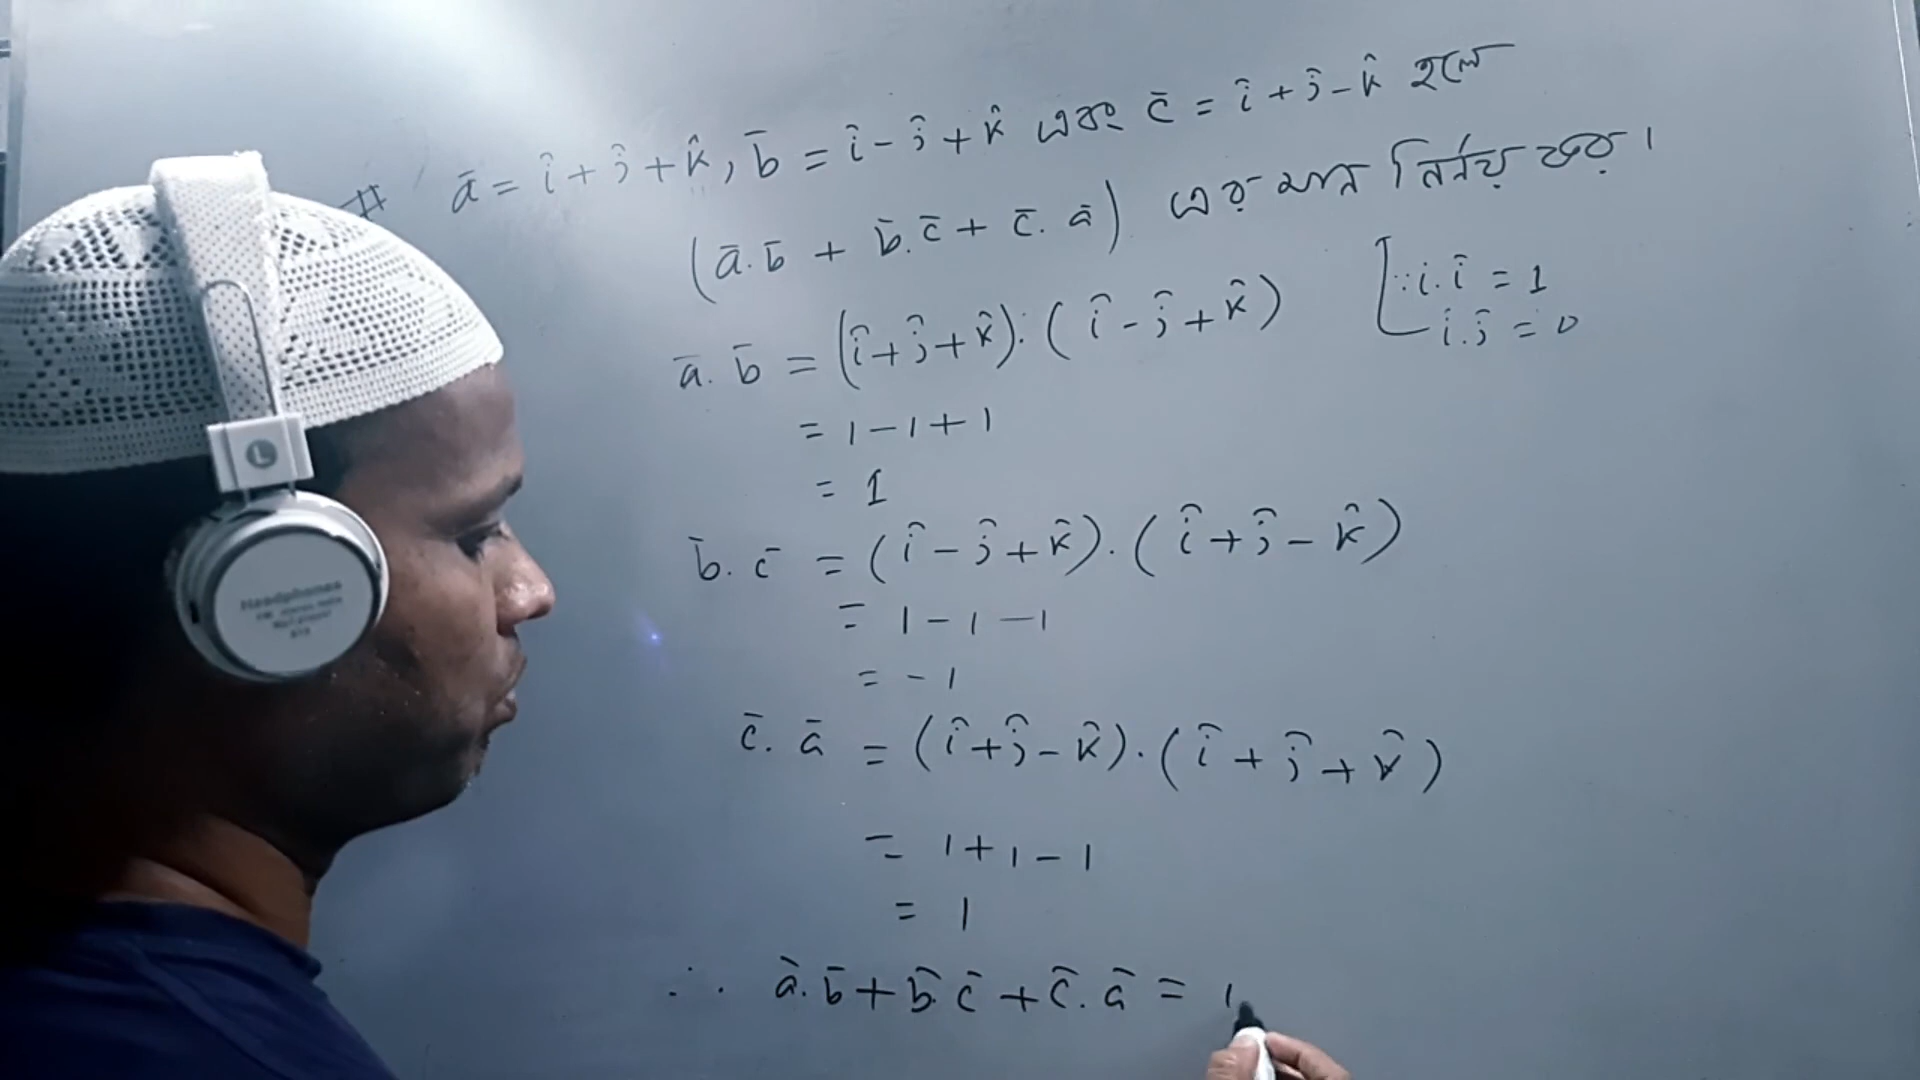 # ā = î + ĵ + k̂, b̄ = î - ĵ + k̂ এবং c̄ = î + ĵ - k̂ হলে
(ā.b̄ + b̄.c̄ + c̄.ā) এর মান নির্ণয় কর।
ā.b̄ = (î+ĵ+k̂).(î-ĵ+k̂)
[∵ i.î = 1
i.ĵ = 0
= 1-1+1
= 1
b̄.c̄ = (î-ĵ+k̂).(î+ĵ-k̂)
= 1-1-1
= -1
c̄.ā = (î+ĵ-k̂).(î+ĵ+k̂)
= 1+1-1
= 1
∴ ā.b̄+b̄.c̄+c̄.ā = 1
L
Headphones